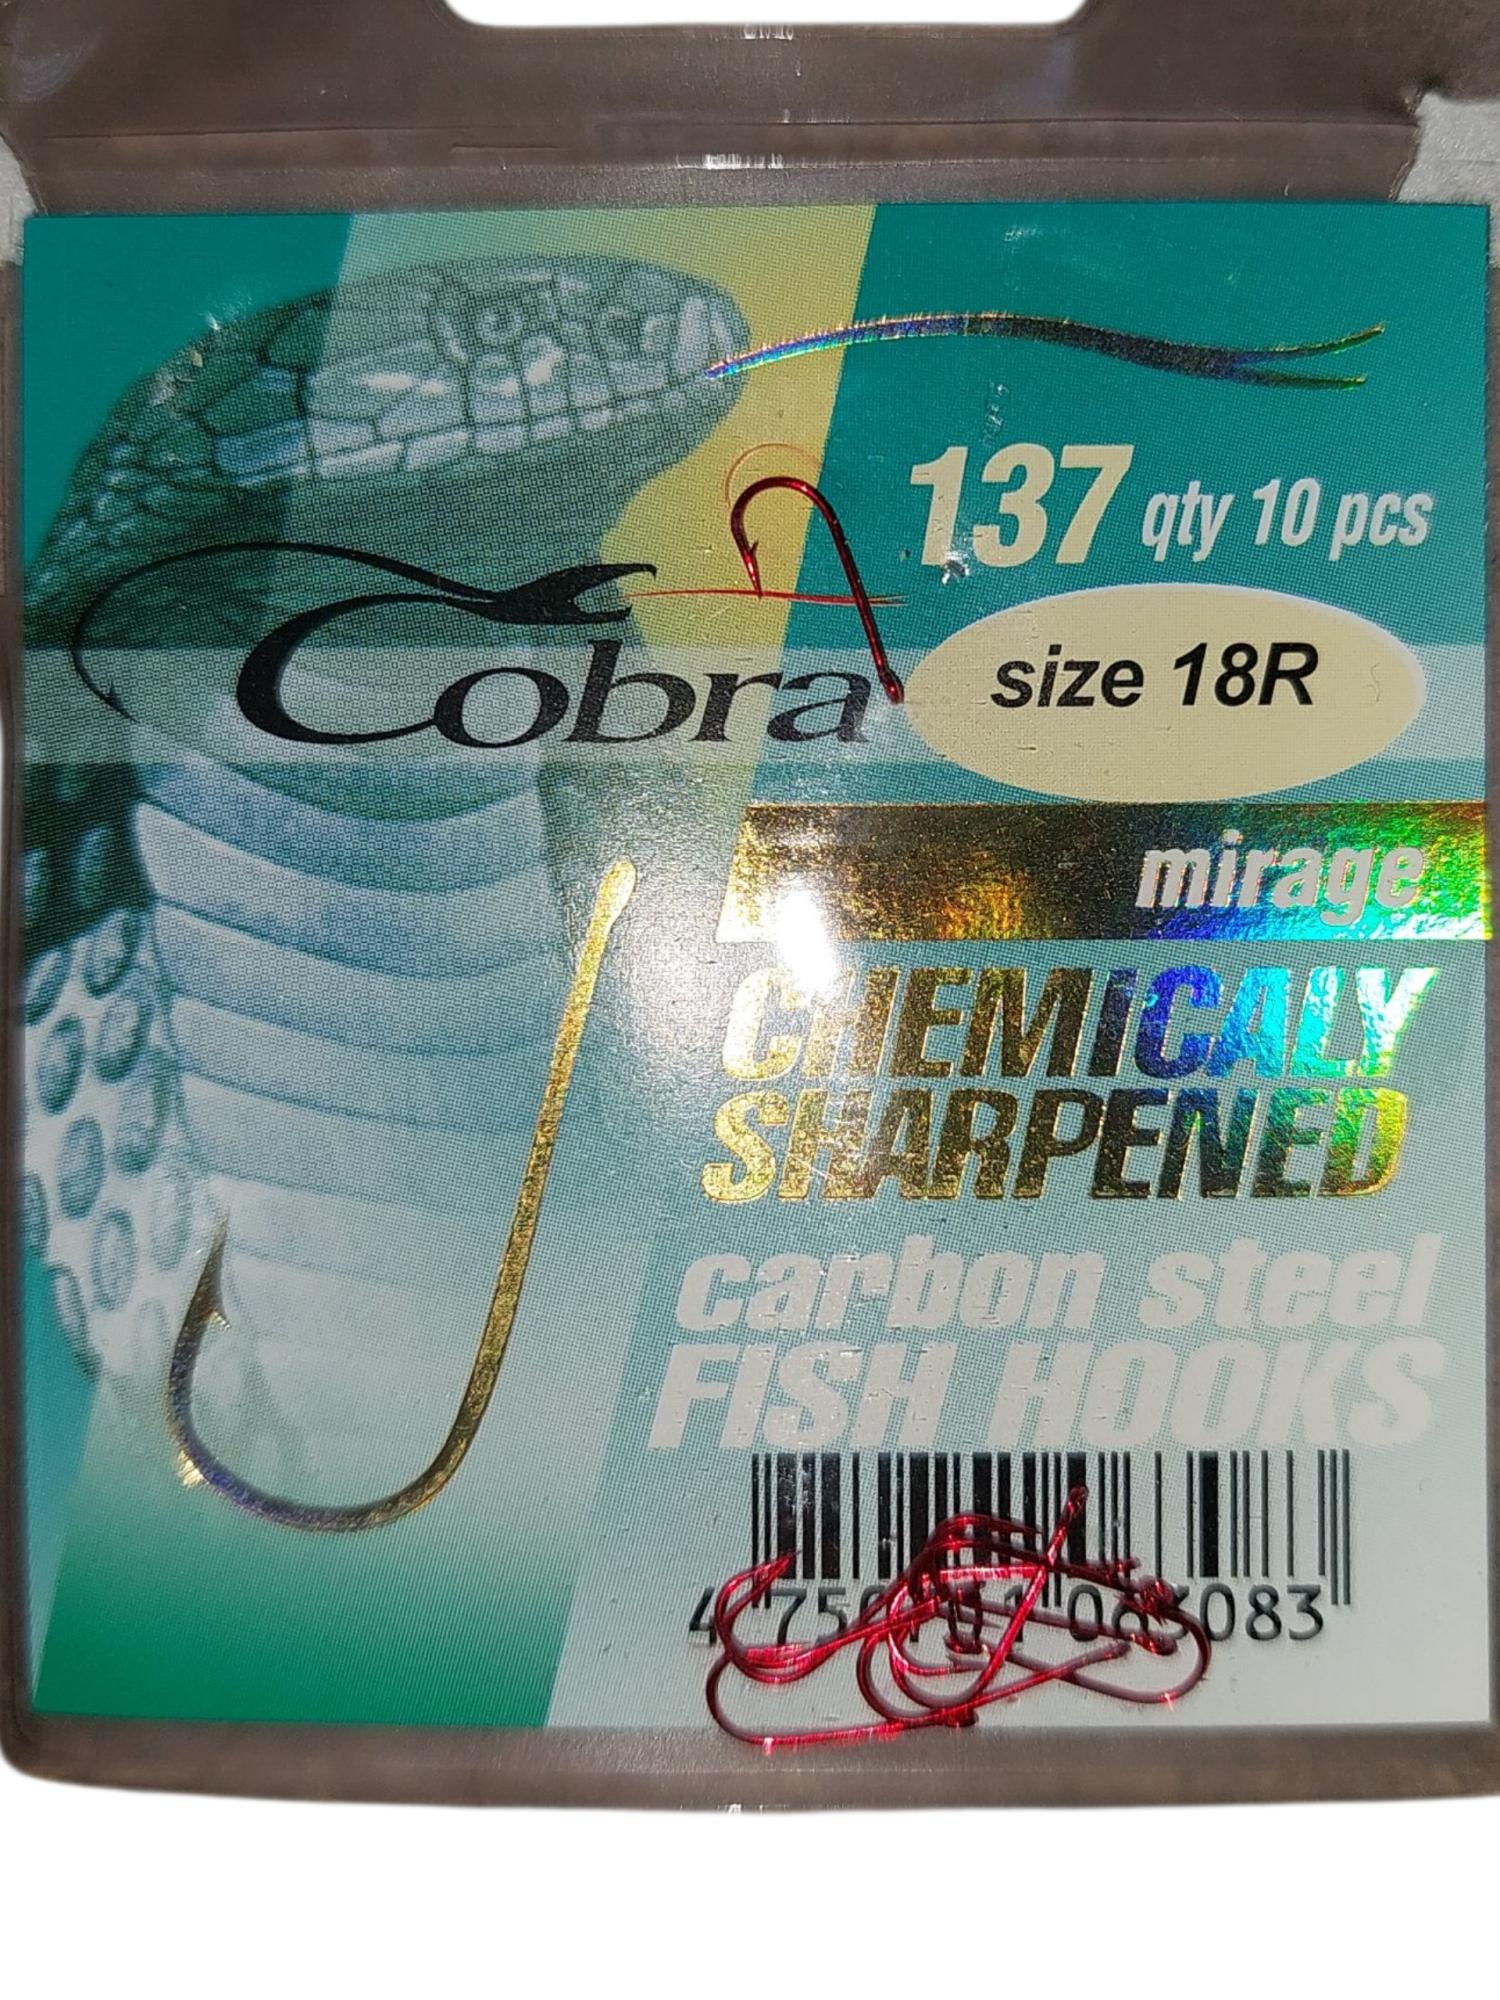 137 qty 10 pcs
Cobra
size 18R
mirage
CHEMICALY
SHARPENED
carbon steel
FISH HOOKS